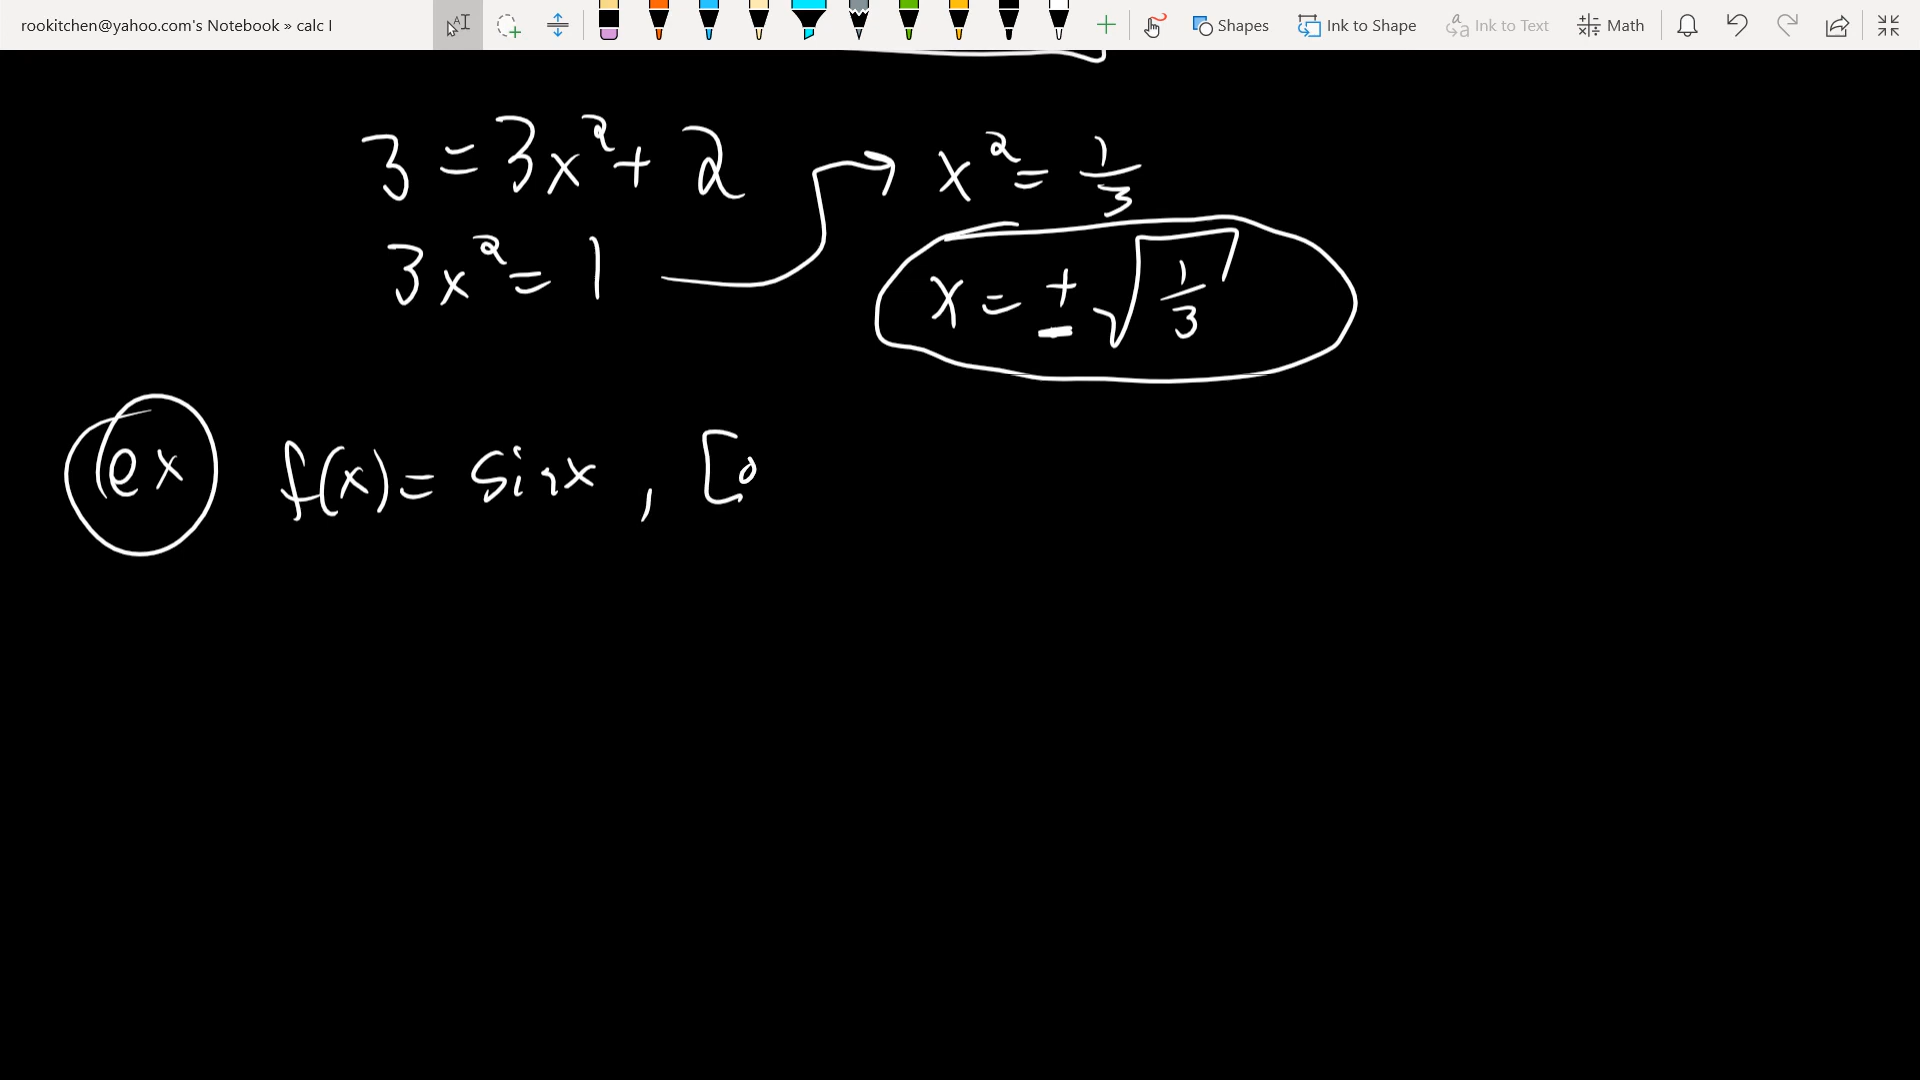 rookitchen@yahoo.com's Notebook » calc I Shapes Ink to Shape Ink to Text Math
3 = 3x² + 2 → x² = 1/3
3x² = 1
x = ± √(1/3)
ex f(x) = sinx , [0